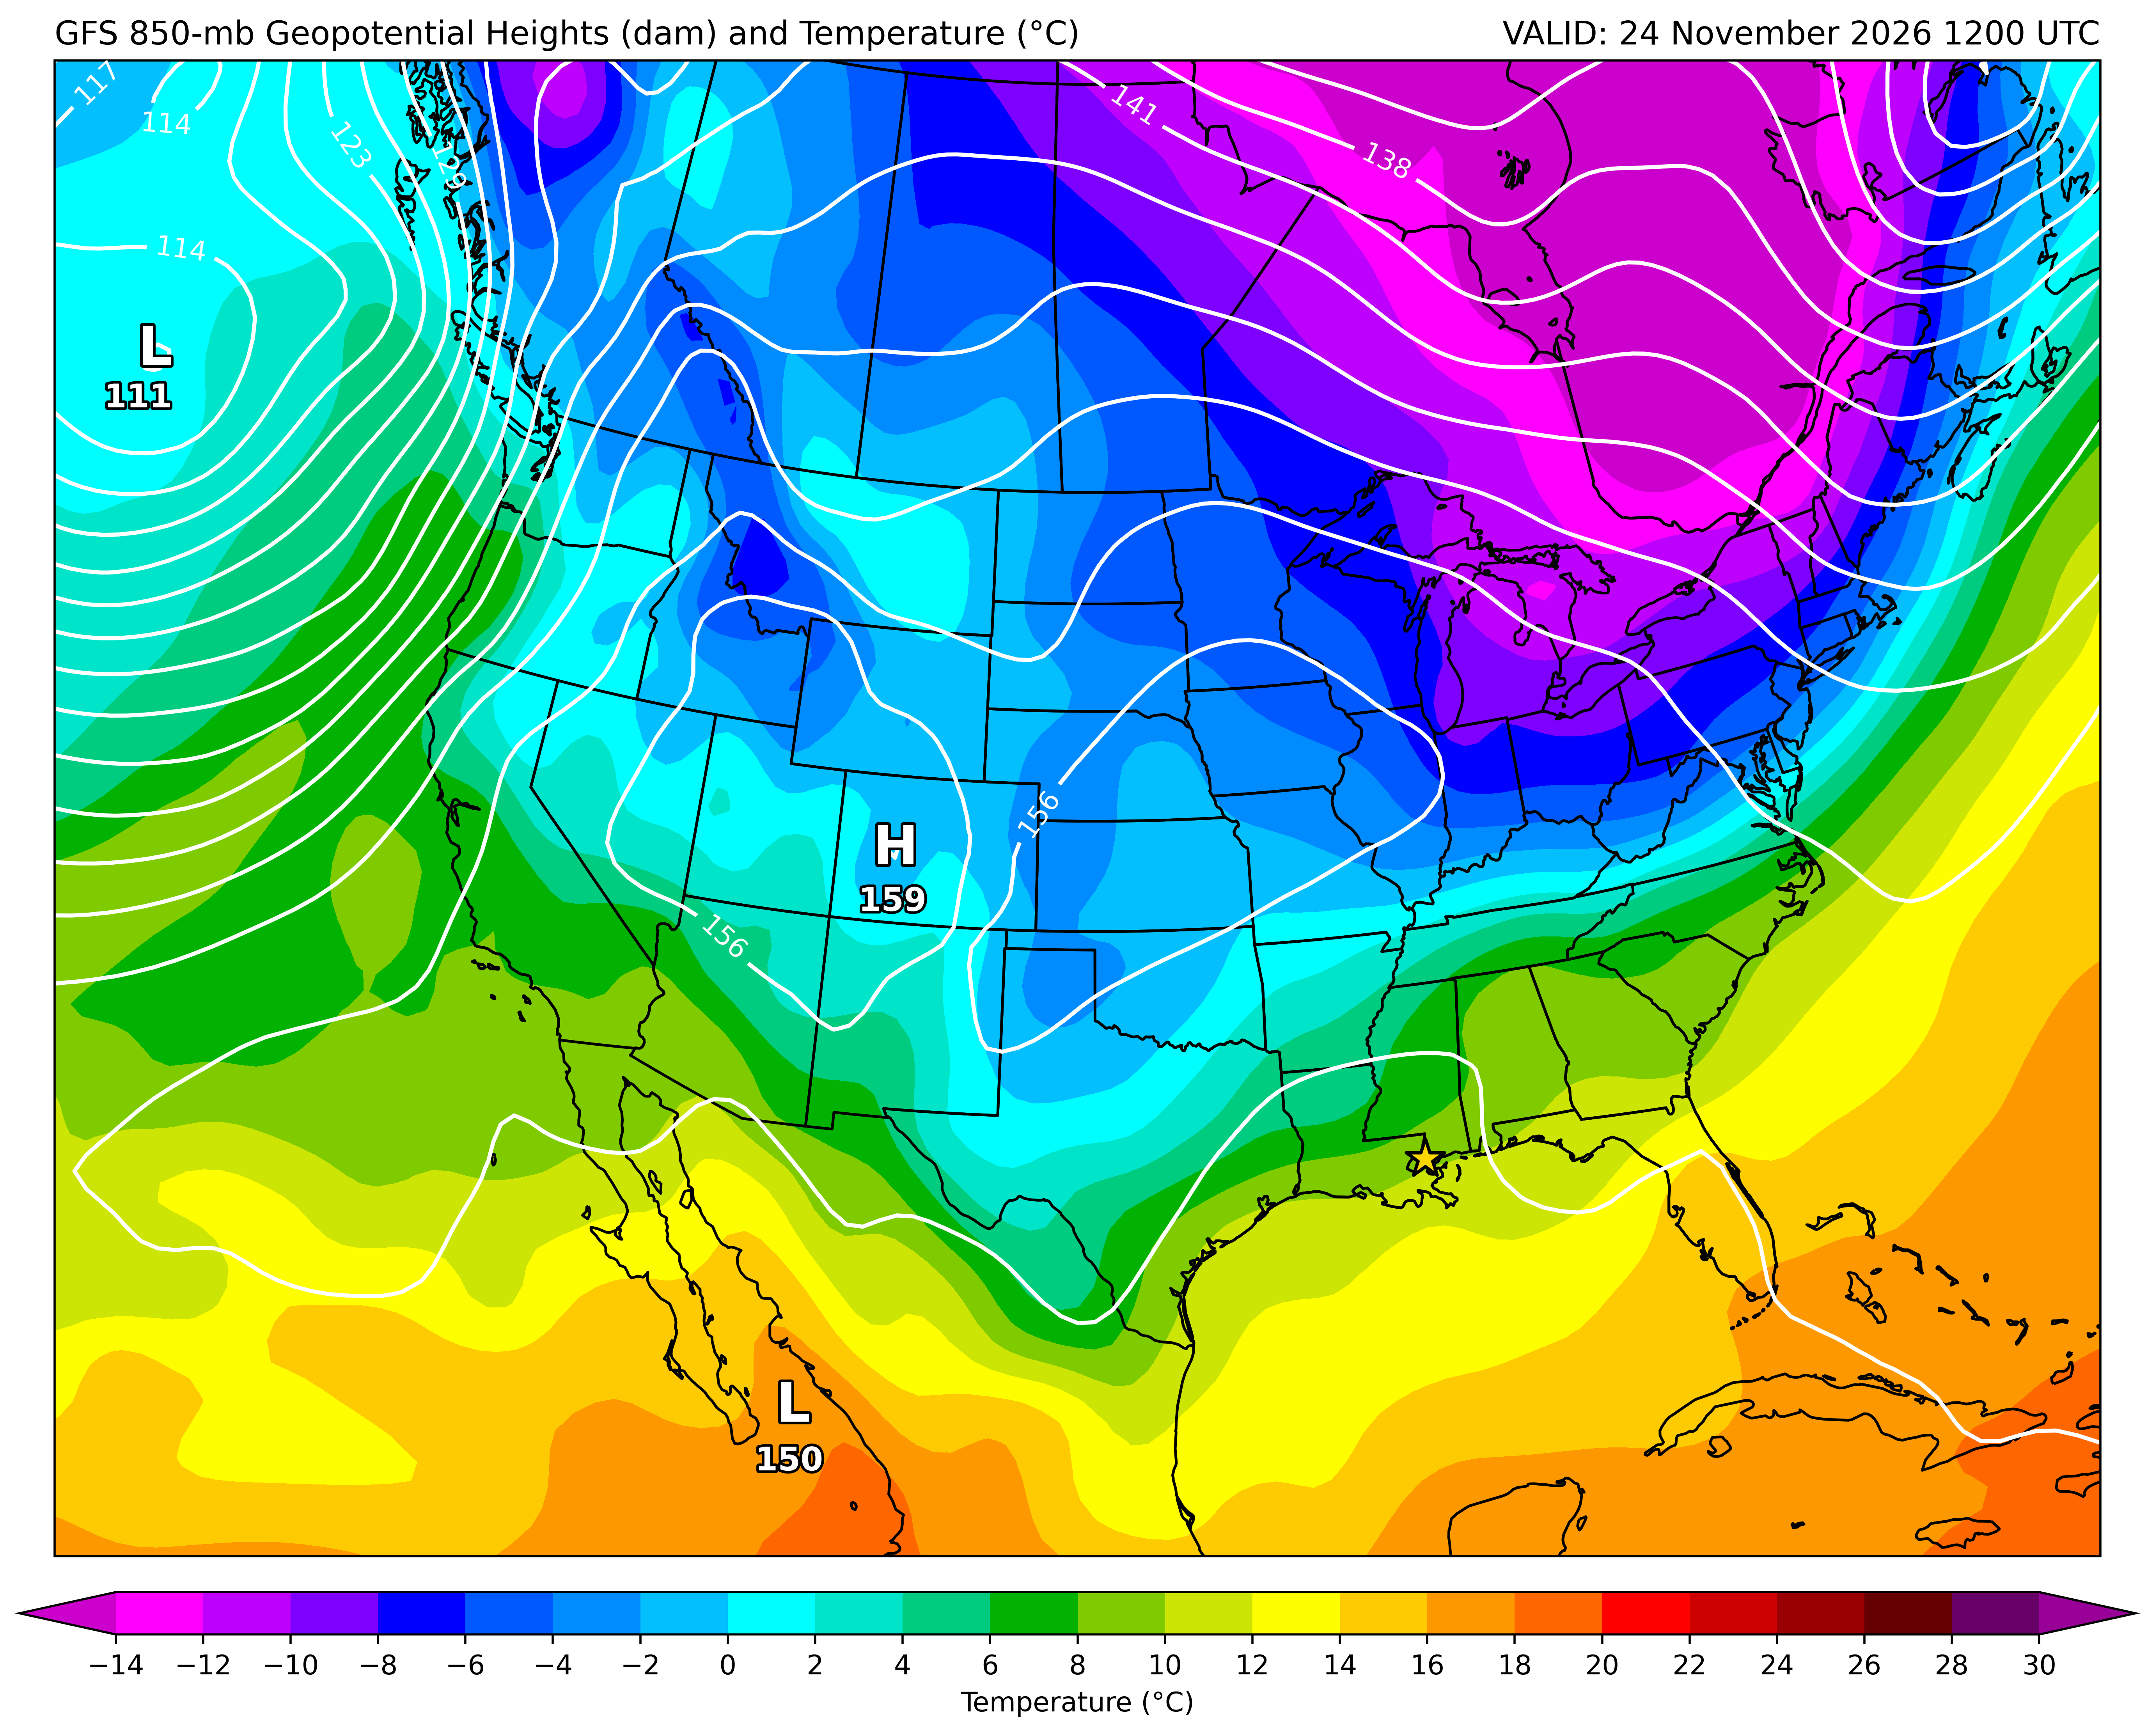 GFS 850-mb Geopotential Heights (dam) and Temperature (°C)
VALID: 24 November 2026 1200 UTC
117
114
123
129
141
138
114
L
111
156
H
159
156
L
150
−14 −12 −10 −8 −6 −4 −2 0 2 4 6 8 10 12 14 16 18 20 22 24 26 28 30
Temperature (°C)